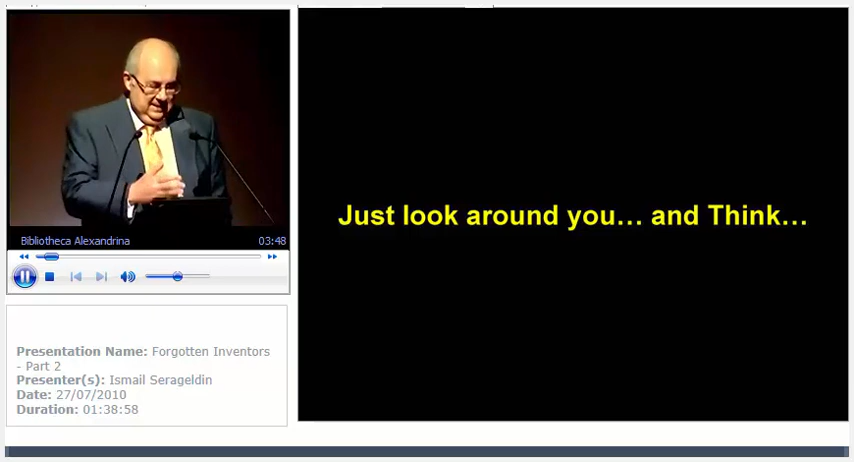 Bibliotheca Alexandrina 03:48
Just look around you... and Think...
Presentation Name: Forgotten Inventors
- Part 2
Presenter(s): Ismail Serageldin
Date: 27/07/2010
Duration: 01:38:58